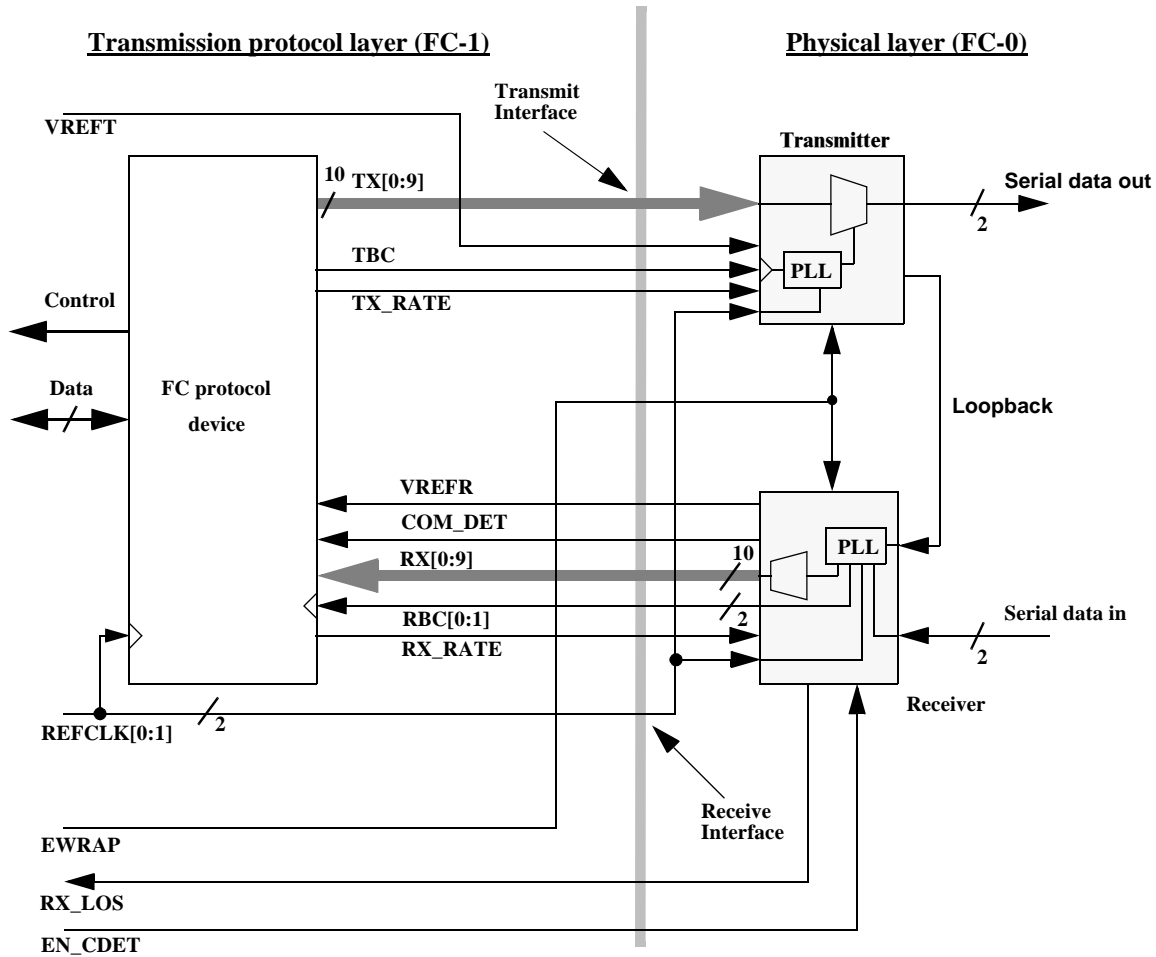 Transmission protocol layer (FC-1)
Physical layer (FC-0)
Transmit
Interface
VREFT
Transmitter
10
TX[0:9]
Serial data out
2
TBC
PLL
TX_RATE
Control
Data
FC protocol
device
Loopback
VREFR
COM_DET
RX[0:9]
10
PLL
2
RBC[0:1]
RX_RATE
Serial data in
2
Receiver
2
REFCLK[0:1]
Receive
Interface
EWRAP
RX_LOS
EN_CDET